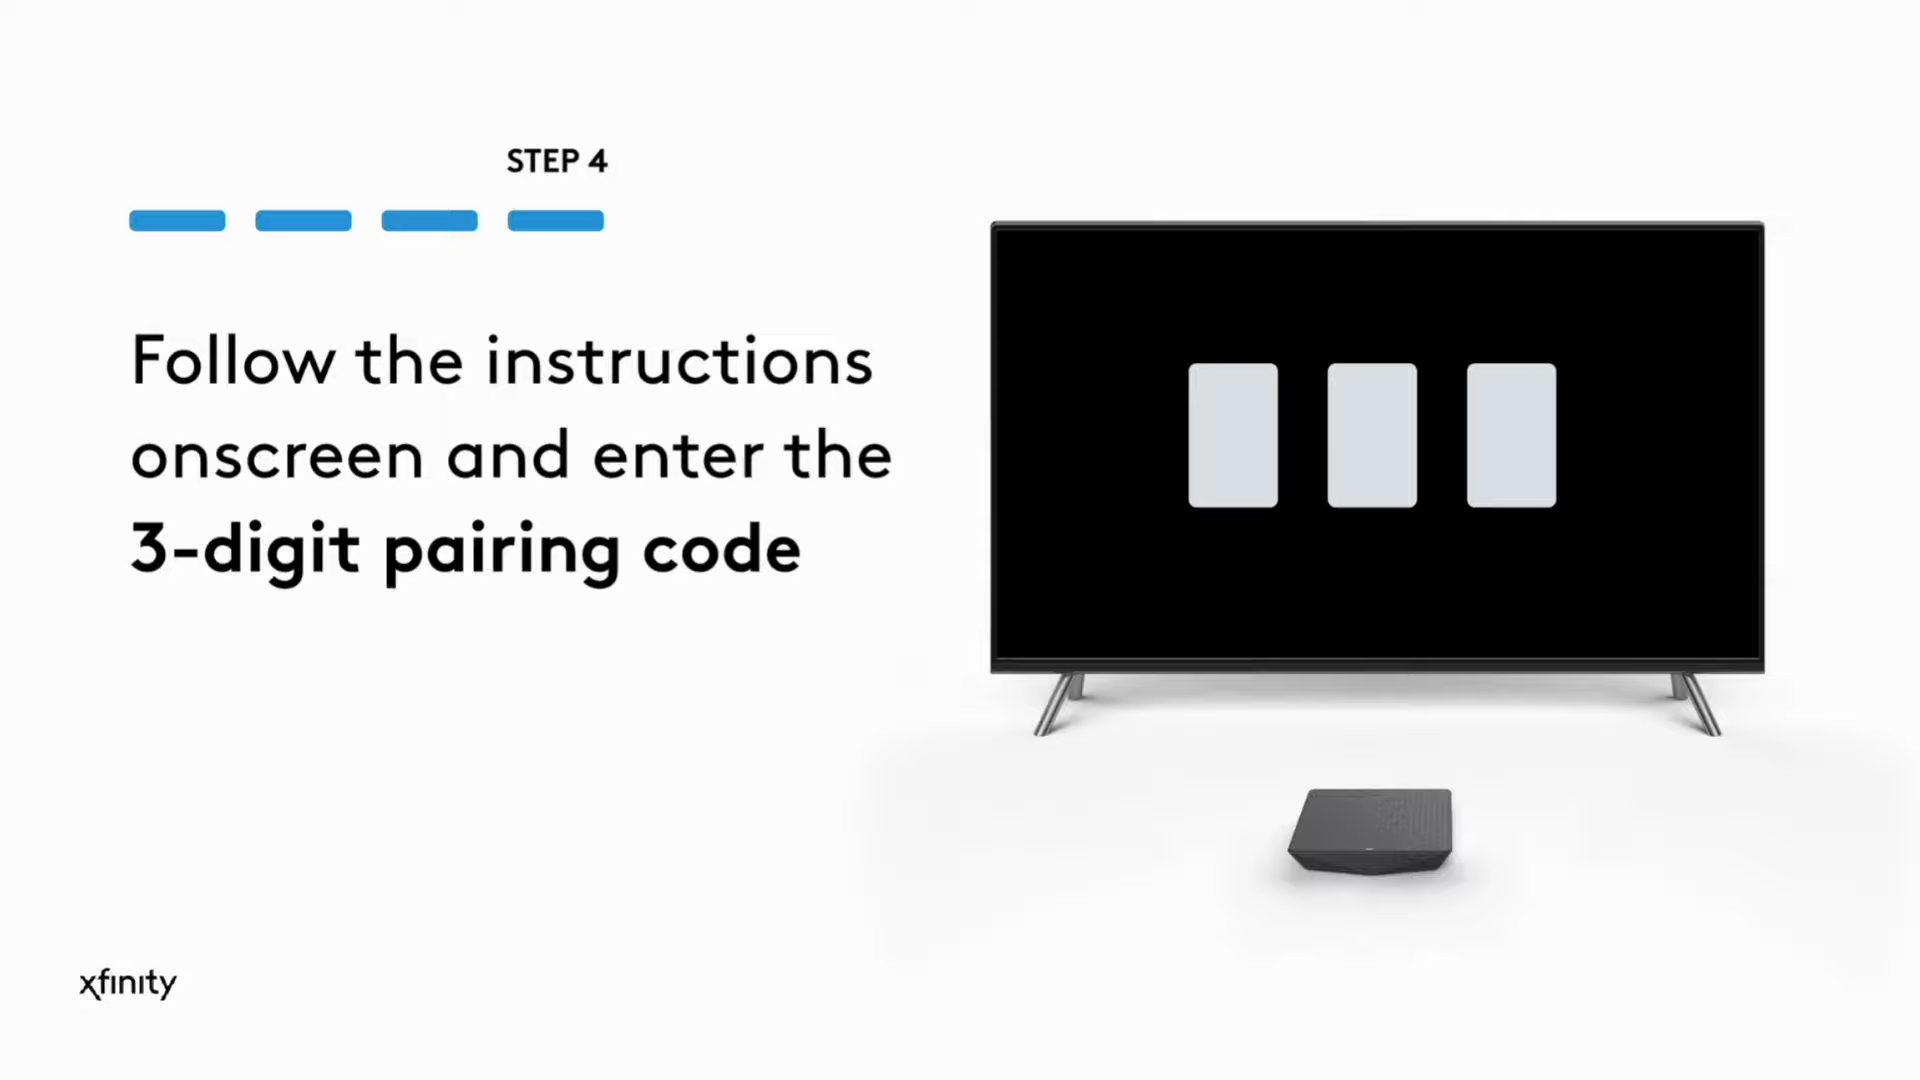 STEP 4
Follow the instructions
onscreen and enter the
3-digit pairing code
xfinity